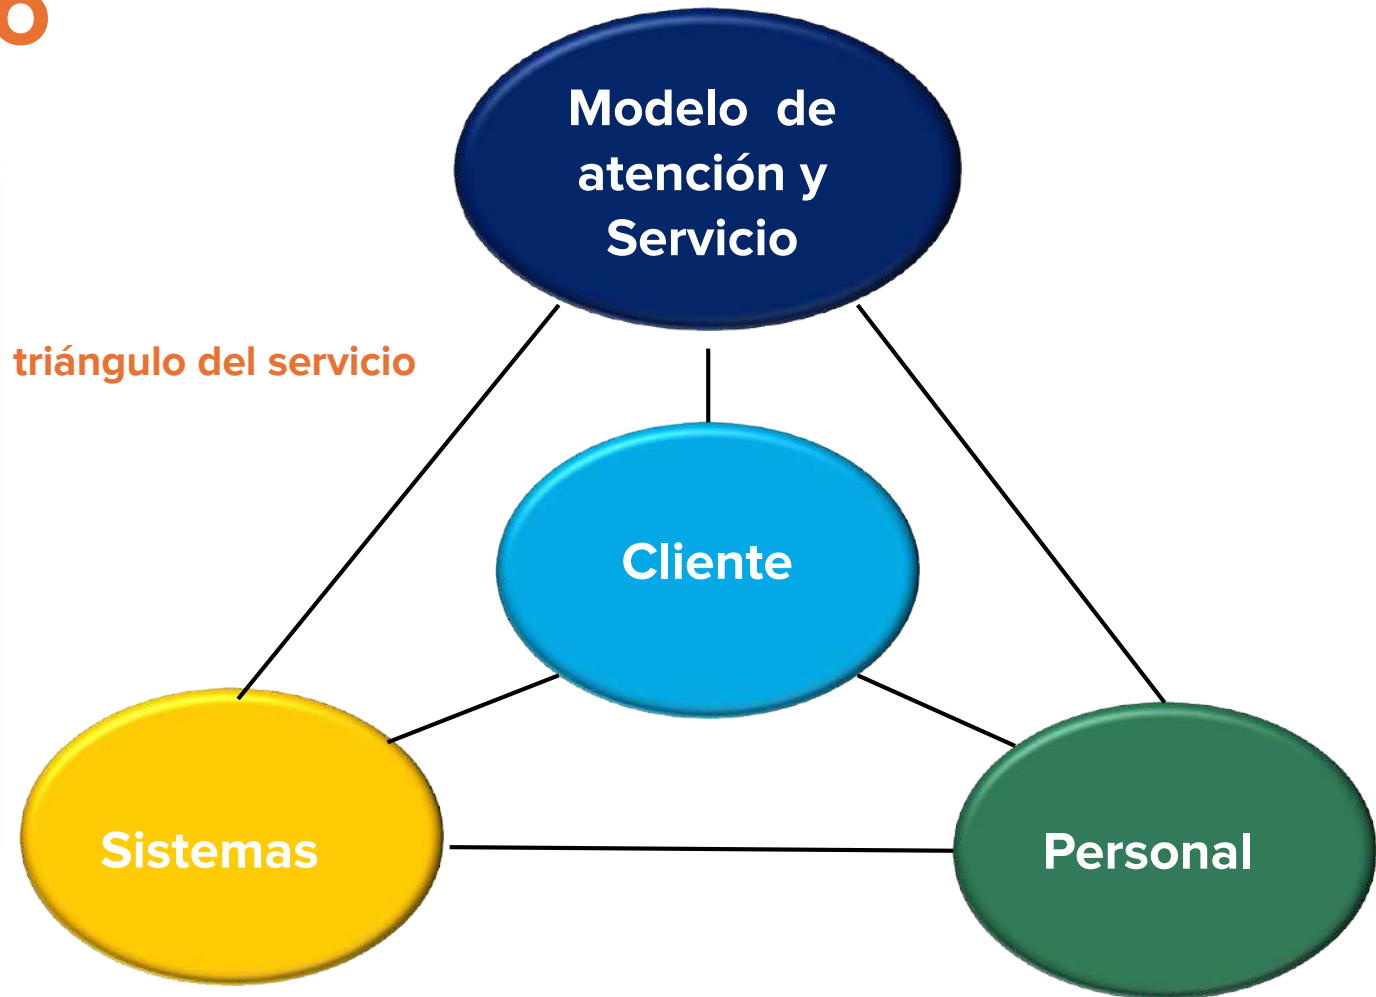 o
Modelo de
atención y
Servicio
triángulo del servicio
Cliente
Sistemas
Personal